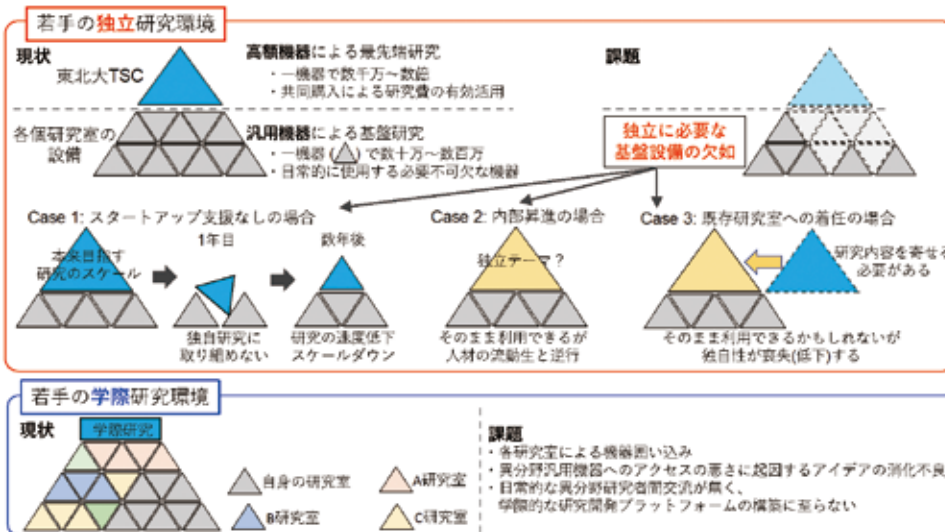 若手の独立研究環境
現状
東北大TSC
高額機器による最先端研究
・一機器で数千万～数億
・共同購入による研究費の有効活用
各個研究室の
設備
汎用機器による基盤研究
・一機器(　)で数十万～数百万
・日常的に使用する必要不可欠な機器
課題
独立に必要な
基盤設備の欠如
Case 1: スタートアップ支援なしの場合
本来目指す
研究のスケール
1年目
独自研究に
取り組めない
数年後
研究の速度低下
スケールダウン
Case 2: 内部昇進の場合
独立テーマ？
そのまま利用できるが
人材の流動生と逆行
Case 3: 既存研究室への着任の場合
研究内容を寄せる
必要がある
そのまま利用できるかもしれないが
独自性が喪失(低下)する
若手の学際研究環境
現状
学際研究
自身の研究室
A研究室
B研究室
C研究室
課題
・各研究室による機器囲い込み
・異分野汎用機器へのアクセスの悪さに起因するアイデアの消化不良
・日常的な異分野研究者間交流が無く、
学際的な研究開発プラットフォームの構築に至らない